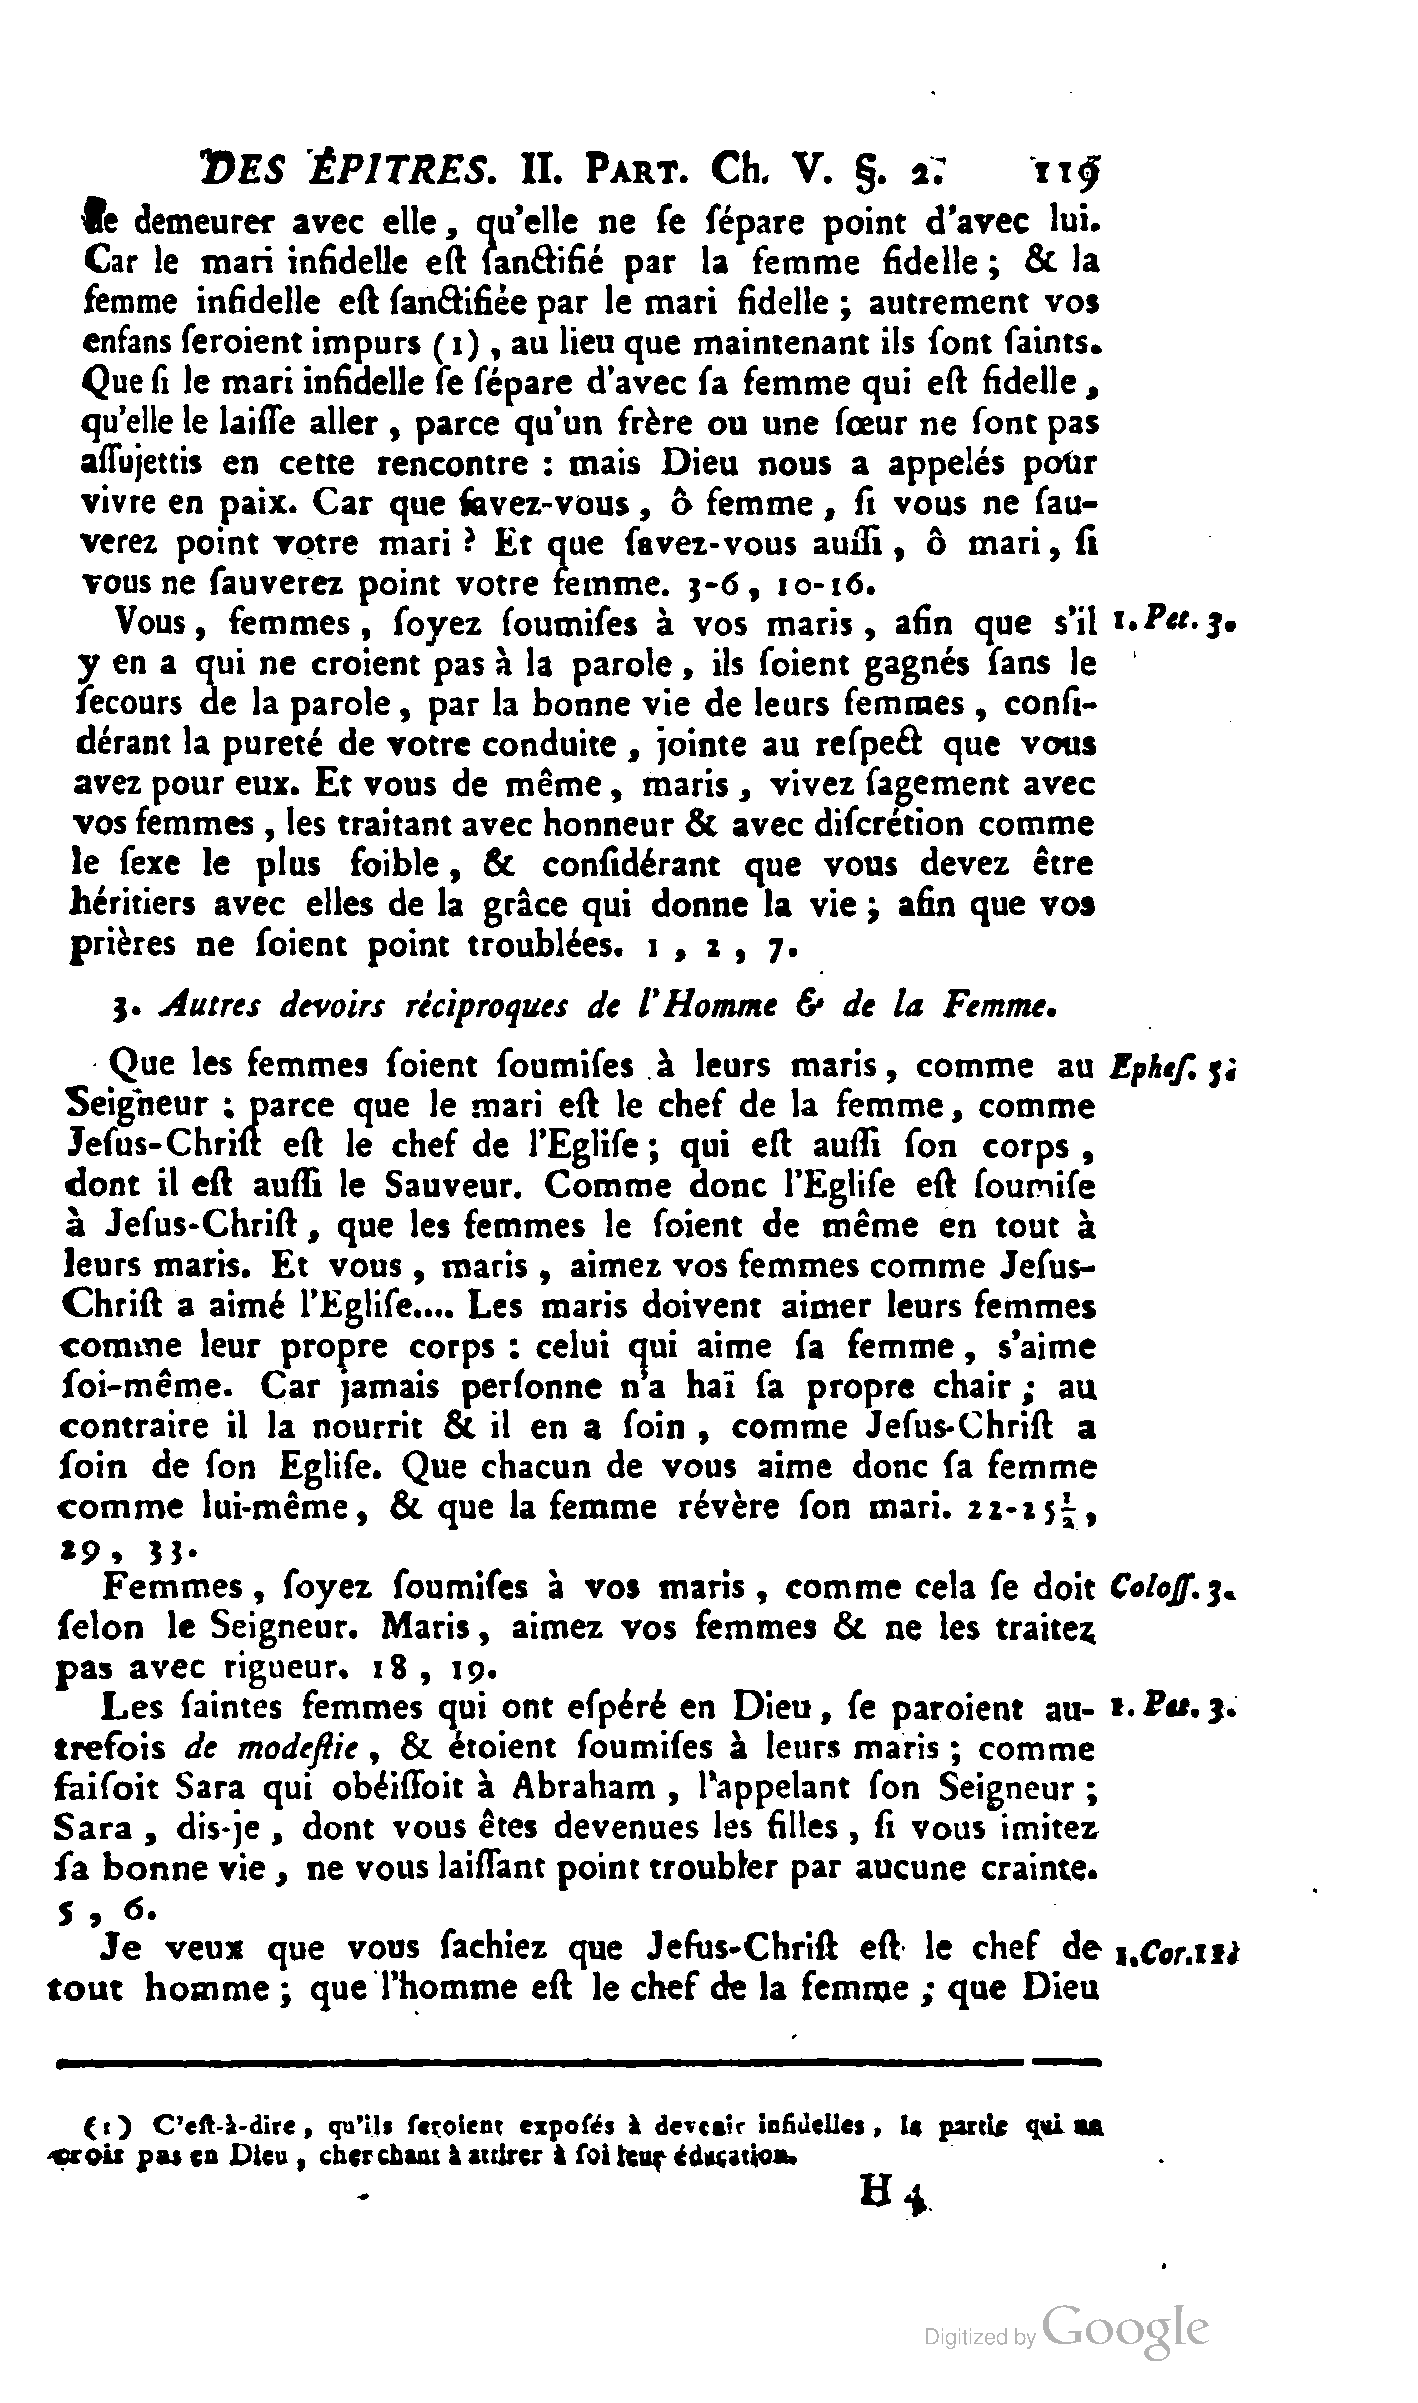 DES ÉPITRES. II. PART. Ch. V. §. 2. 119
de demeurer avec elle, qu'elle ne ſe ſépare point d'avec lui.
Car le mari infidelle eſt ſanctifié par la femme fidelle; & la
femme infidelle eſt ſanctifiée par le mari fidelle; autrement vos
enfans ſeroient impurs (1), au lieu que maintenant ils ſont ſaints.
Que ſi le mari infidelle ſe ſépare d'avec ſa femme qui eſt fidelle,
qu'elle le laiſſe aller, parce qu'un frère ou une ſœur ne ſont pas
aſſujettis en cette rencontre : mais Dieu nous a appelés pour
vivre en paix. Car que ſavez-vous, ô femme, ſi vous ne ſau-
verez point votre mari ? Et que ſavez-vous auſſi, ô mari, ſi
vous ne ſauverez point votre femme. 3-6, 10-16.
Vous, femmes, ſoyez ſoumiſes à vos maris, afin que s'il 1. Pet. 3.
y en a qui ne croient pas à la parole, ils ſoient gagnés ſans le
ſecours de la parole, par la bonne vie de leurs femmes, conſi-
dérant la pureté de votre conduite, jointe au reſpect que vous
avez pour eux. Et vous de même, maris, vivez ſagement avec
vos femmes, les traitant avec honneur & avec diſcrétion comme
le ſexe le plus foible, & conſidérant que vous devez être
héritiers avec elles de la grâce qui donne la vie; afin que vos
prières ne ſoient point troublées. 1, 2, 7.
3. Autres devoirs réciproques de l'Homme & de la Femme.
Que les femmes ſoient ſoumiſes à leurs maris, comme au Epheſ. 5.
Seigneur : parce que le mari eſt le chef de la femme, comme
Jeſus-Chriſt eſt le chef de l'Egliſe; qui eſt auſſi ſon corps,
dont il eſt auſſi le Sauveur. Comme donc l'Egliſe eſt ſoumiſe
à Jeſus-Chriſt, que les femmes le ſoient de même en tout à
leurs maris. Et vous, maris, aimez vos femmes comme Jeſus-
Chriſt a aimé l'Egliſe.... Les maris doivent aimer leurs femmes
comme leur propre corps : celui qui aime ſa femme, s'aime
ſoi-même. Car jamais perſonne n'a haï ſa propre chair; au
contraire il la nourrit & il en a ſoin, comme Jeſus-Chriſt a
ſoin de ſon Egliſe. Que chacun de vous aime donc ſa femme
comme lui-même, & que la femme révère ſon mari. 22-25½,
29, 33.
Femmes, ſoyez ſoumiſes à vos maris, comme cela ſe doit Coloſſ. 3.
ſelon le Seigneur. Maris, aimez vos femmes & ne les traitez
pas avec rigueur. 18, 19.
Les ſaintes femmes qui ont eſpéré en Dieu, ſe paroient au- 1. Pet. 3.
trefois de modeſtie, & étoient ſoumiſes à leurs maris; comme
faiſoit Sara qui obéiſſoit à Abraham, l'appelant ſon Seigneur;
Sara, dis-je, dont vous êtes devenues les filles, ſi vous imitez
ſa bonne vie, ne vous laiſſant point troubler par aucune crainte.
5, 6.
Je veux que vous ſachiez que Jeſus-Chriſt eſt le chef de 1. Cor. 11.
tout homme; que l'homme eſt le chef de la femme; que Dieu
(1) C'eſt-à-dire, qu'ils ſeroient expoſés à devenir infidelles, la partie qui ne
croit pas en Dieu, cherchant à attirer à ſoi leur éducation.
H 4
Digitized by Google